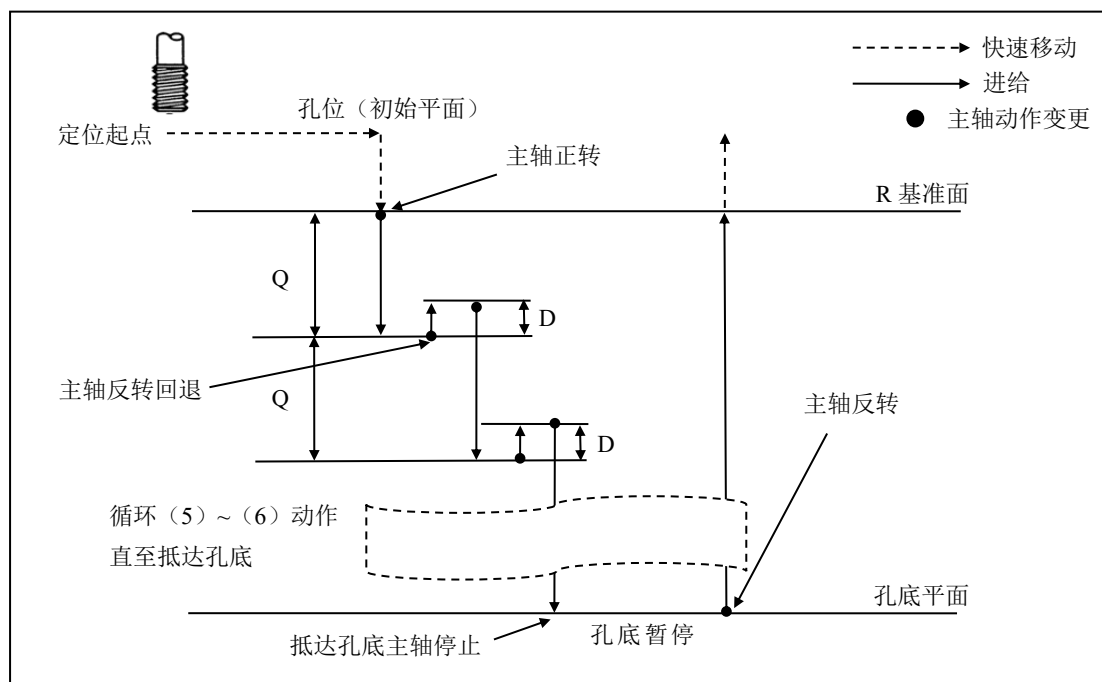 快速移动
进给
孔位（初始平面）
定位起点
主轴动作变更
主轴正转
R 基准面
Q
D
主轴反转回退
Q
主轴反转
D
循环（5）~（6）动作
直至抵达孔底
孔底平面
抵达孔底主轴停止
孔底暂停